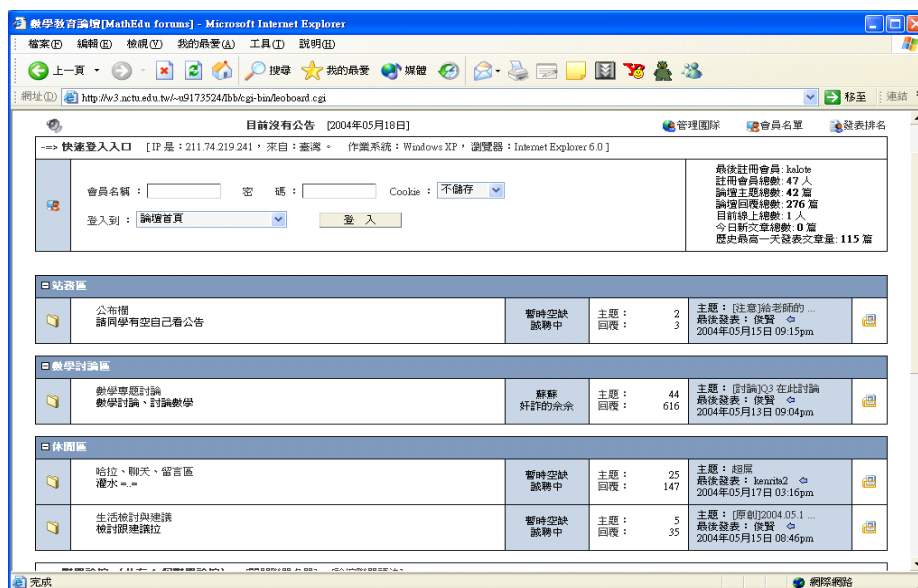 數學教育論壇[MathEdu forums] - Microsoft Internet Explorer
檔案(F) 編輯(E) 檢視(V) 我的最愛(A) 工具(T) 說明(H)
上一頁 搜尋 我的最愛 媒體
網址(D) http://w3.nctu.edu.tw/~u9173524/lbb/cgi-bin/leoboard.cgi 移至 連結
目前沒有公告 [2004年05月18日] 管理團隊 會員名單 發表排名
-=> 快速登入入口 [IP 是：211.74.219.241，來自：臺灣。 作業系統：Windows XP，瀏覽器：Internet Explorer 6.0 ]
會員名稱： 密 碼： Cookie： 不儲存
登入到： 論壇首頁 登 入
最後註冊會員: kalote
註冊會員總數: 47 人
論壇主題總數: 42 篇
論壇回覆總數: 276 篇
目前線上總數: 1 人
今日新文章總數: 0 篇
歷史最高一天發表文章量: 115 篇
站務區
公布欄
請同學有空自己看公告
暫時空缺
誠聘中
主題： 2
回覆： 3
主題： [注意]給老師的 ...
最後發表： 俊賢
2004年05月15日 09:15pm
數學討論區
數學專題討論
數學討論、討論數學
蘇蘇
奸詐的佘佘
主題： 44
回覆： 616
主題： [討論]Q3 在此討論
最後發表： 俊賢
2004年05月13日 09:04pm
休閒區
哈拉、聊天、留言區
灌水 =..=
暫時空缺
誠聘中
主題： 25
回覆： 147
主題： 超屌
最後發表： kenrita2
2004年05月17日 03:16pm
生活檢討與建議
檢討跟建議拉
暫時空缺
誠聘中
主題： 5
回覆： 35
主題： [原創]2004.05.1 ...
最後發表： 俊賢
2004年05月15日 08:46pm
完成 網際網路